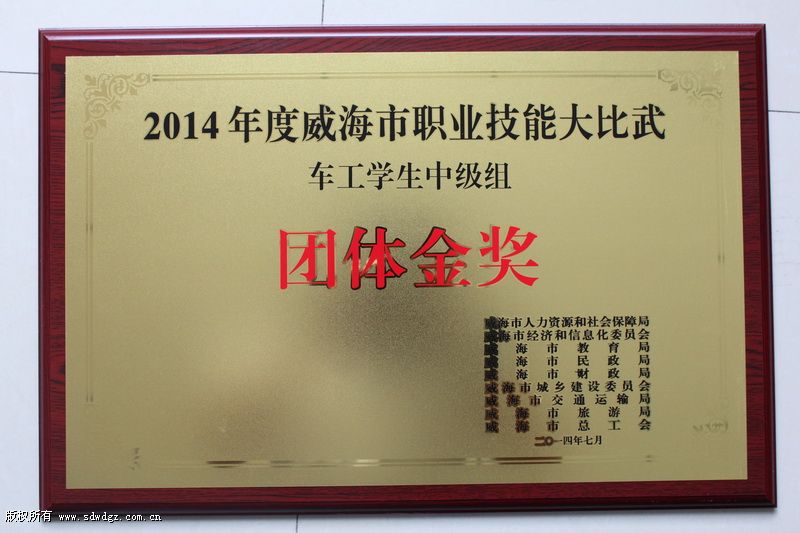 2014年度威海市职业技能大比武
车工学生中级组
团体金奖
威海市人力资源和社会保障局
威海市经济和信息化委员会
威海市教育局
威海市民政局
威海市财政局
威海市城乡建设委员会
威海市交通运输局
威海市旅游局
威海市总工会
二〇一四年七月
版权所有 www.sdwdgz.com.cn